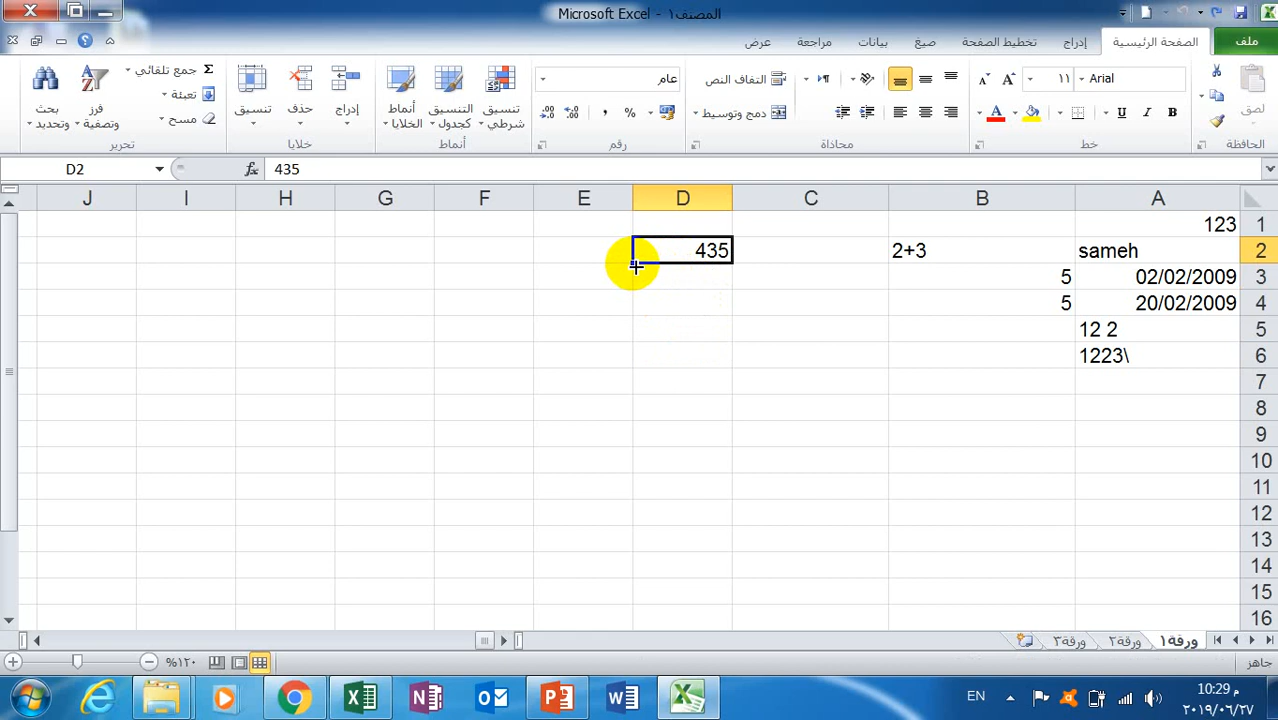 المصنف١ - Microsoft Excel
ملف
الصفحة الرئيسية
إدراج
تخطيط الصفحة
صيغ
بيانات
مراجعة
عرض
لصق
الحافظة
Arial
١١
B I U
A
خط
التفاف النص
دمج وتوسيط
محاذاة
عام
%
رقم
تنسيق شرطي
التنسيق كجدول
أنماط الخلايا
أنماط
إدراج
حذف
تنسيق
خلايا
Σ جمع تلقائي
تعبئة
مسح
فرز وتصفية
بحث وتحديد
تحرير
D2
fx
435
J I H G F E D C B A
123 1
435 2+3 sameh 2
5 02/02/2009 3
5 20/02/2009 4
12 2 5
1223\ 6
7
8
9
10
11
12
13
14
15
16
ورقة١
ورقة٢
ورقة٣
جاهز
%١٢٠
EN
10:29 م
٢٠١٩/٠٦/٢٧